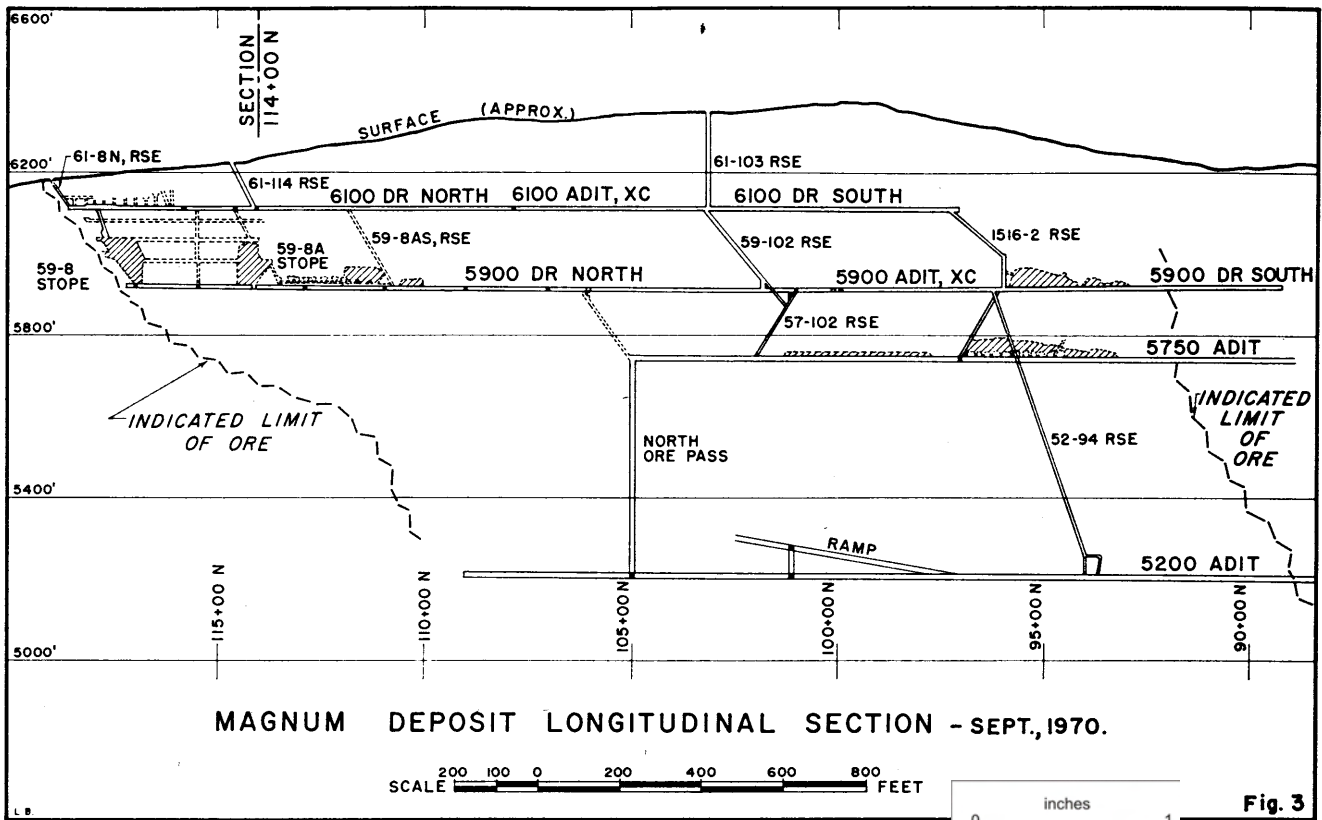 6600'
SECTION
114+00 N
SURFACE (APPROX.)
6200'
61-8N, RSE
61-114 RSE
61-103 RSE
6100 DR NORTH
6100 ADIT, XC
6100 DR SOUTH
59-8
STOPE
59-8A
STOPE
59-8AS, RSE
59-102 RSE
1516-2 RSE
5900 DR NORTH
5900 ADIT, XC
5900 DR SOUTH
5800'
57-102 RSE
5750 ADIT
INDICATED LIMIT
OF ORE
NORTH
ORE PASS
52-94 RSE
INDICATED
LIMIT
OF
ORE
5400'
RAMP
5200 ADIT
115+00 N
110+00 N
105+00 N
100+00 N
95+00 N
90+00 N
5000'
MAGNUM DEPOSIT LONGITUDINAL SECTION - SEPT., 1970.
SCALE 200 100 0 200 400 600 800 FEET
inches
0 1
L B.
Fig. 3